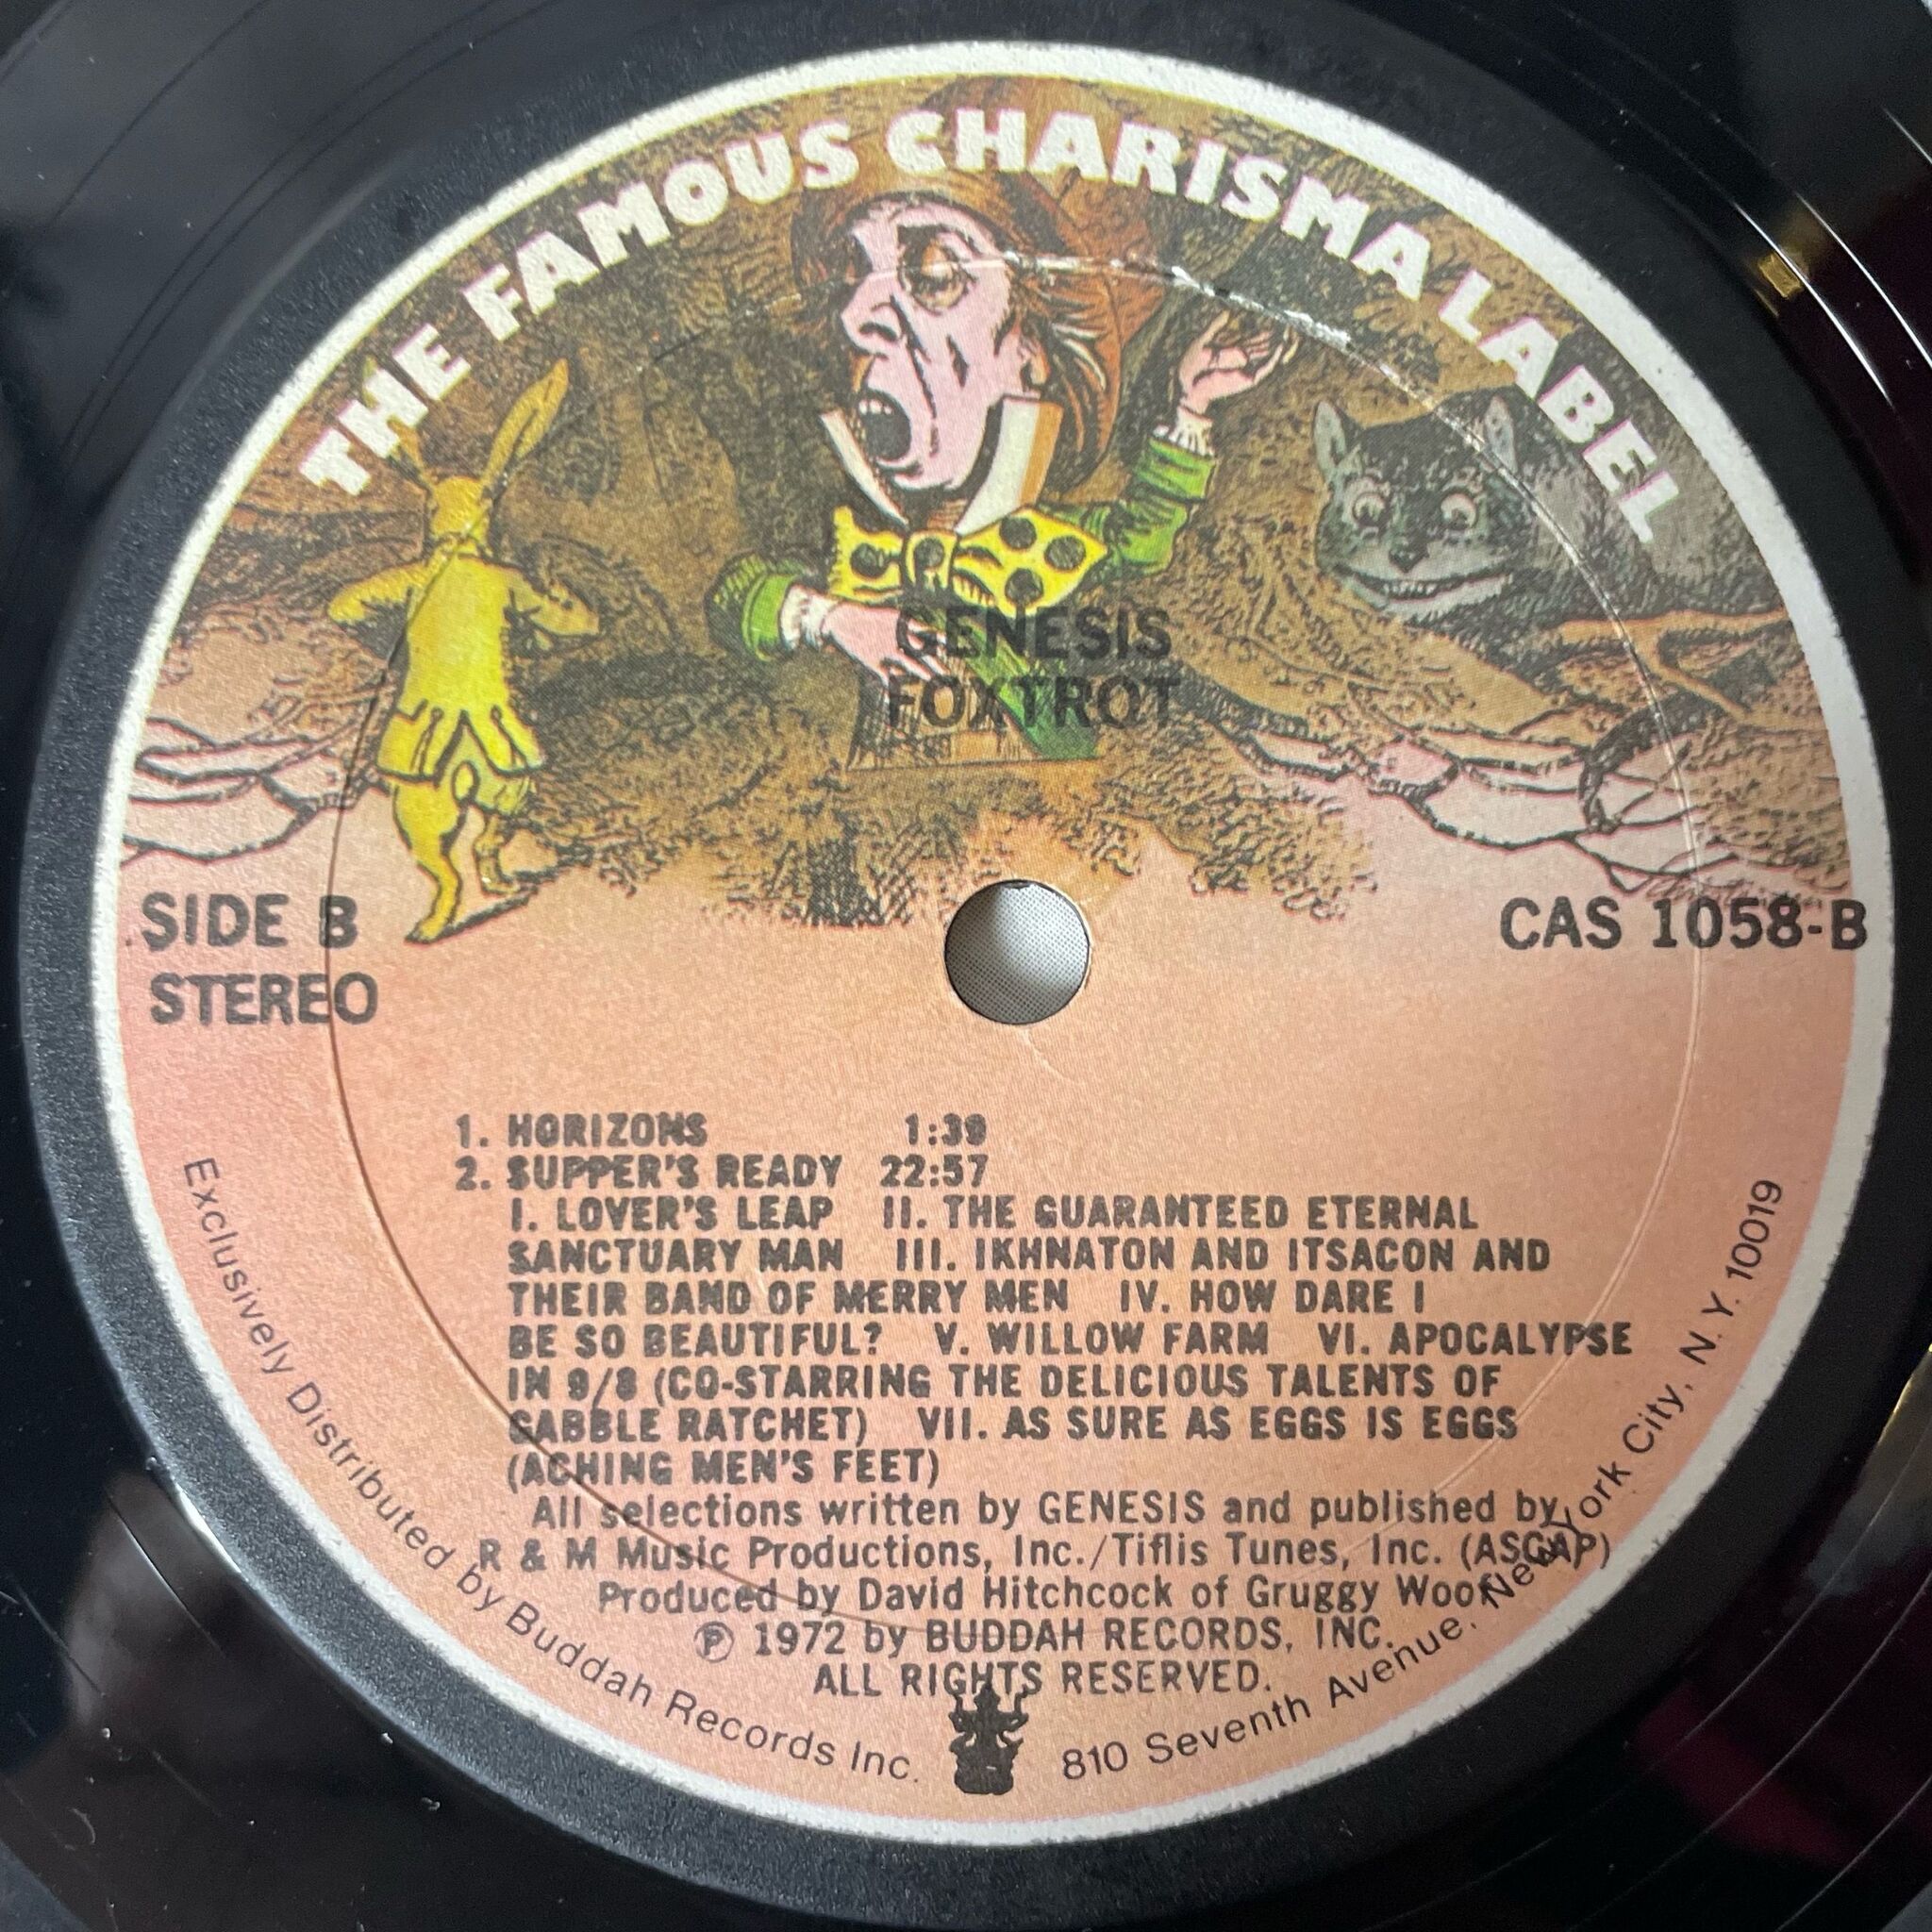 THE FAMOUS CHARISMA LABEL
GENESIS
FOXTROT
SIDE B
STEREO
CAS 1058-B
1. HORIZONS 1:39
2. SUPPER'S READY 22:57
I. LOVER'S LEAP II. THE GUARANTEED ETERNAL
SANCTUARY MAN III. IKHNATON AND ITSACON AND
THEIR BAND OF MERRY MEN IV. HOW DARE I
BE SO BEAUTIFUL? V. WILLOW FARM VI. APOCALYPSE
IN 9/8 (CO-STARRING THE DELICIOUS TALENTS OF
GABBLE RATCHET) VII. AS SURE AS EGGS IS EGGS
(ACHING MEN'S FEET)
All selections written by GENESIS and published by
R & M Music Productions, Inc./Tiflis Tunes, Inc. (ASCAP)
Produced by David Hitchcock of Gruggy Woof
℗ 1972 by BUDDAH RECORDS, INC.
ALL RIGHTS RESERVED.
Exclusively Distributed by Buddah Records Inc. 810 Seventh Avenue, New York City, N.Y. 10019